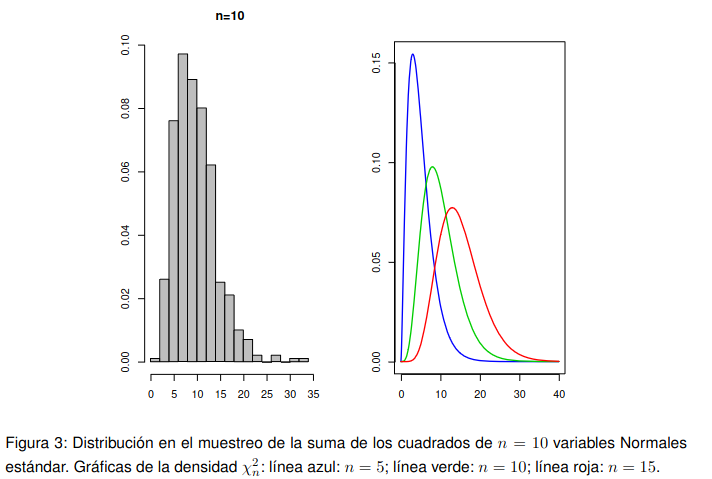 n=10
0.10
0.08
0.06
0.04
0.02
0.00
0 5 10 15 20 25 30 35
0.15
0.10
0.05
0.00
0 10 20 30 40
Figura 3: Distribución en el muestreo de la suma de los cuadrados de n = 10 variables Normales
estándar. Gráficas de la densidad χ²ₙ: línea azul: n = 5; línea verde: n = 10; línea roja: n = 15.